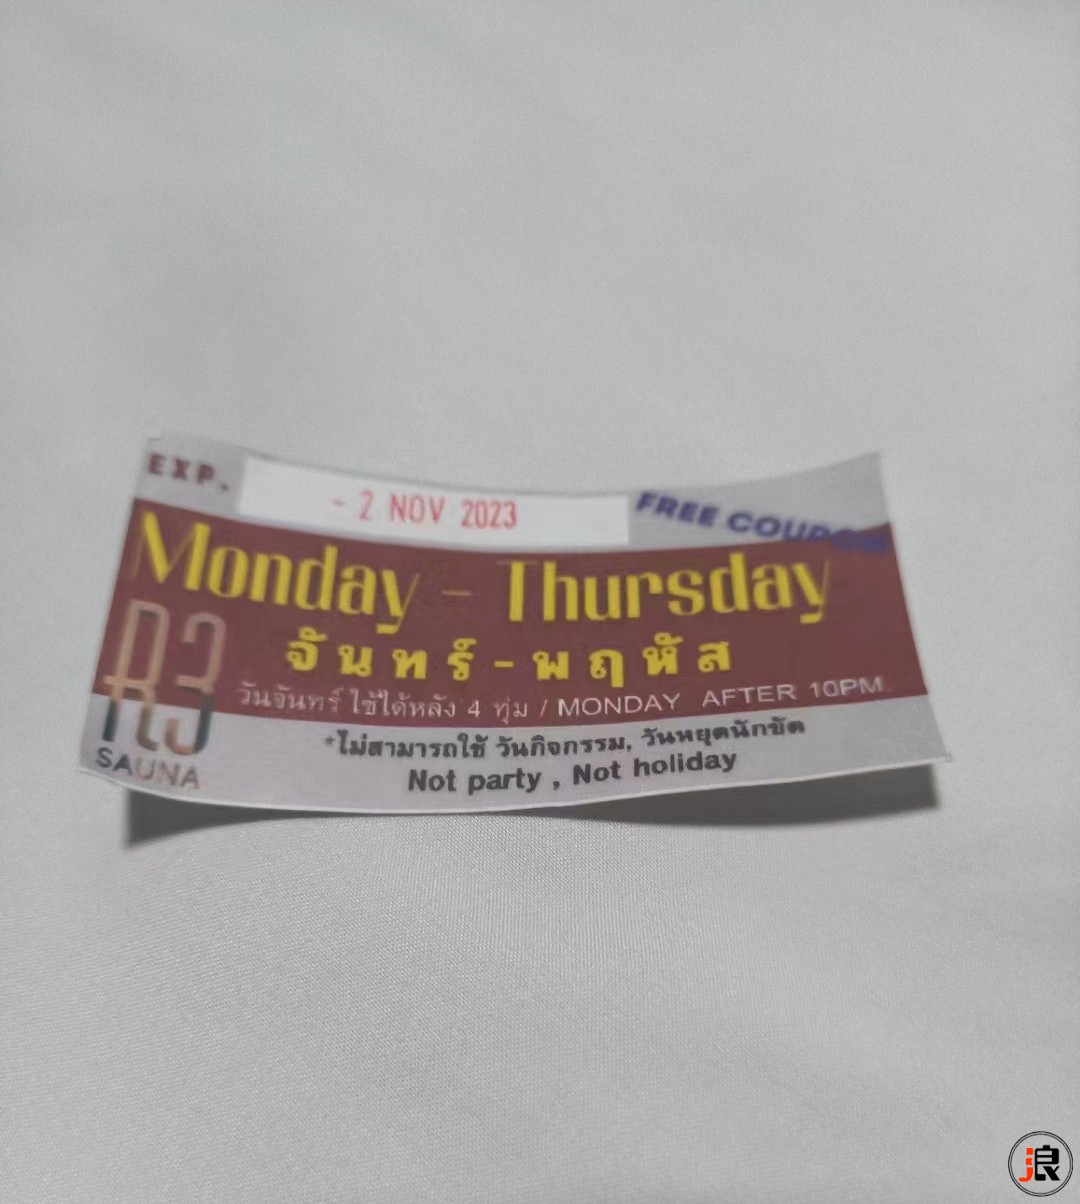 EXP.
- 2 NOV 2023
FREE COUPON
Monday - Thursday
จันทร์ - พฤหัส
วันจันทร์ ใช้ได้หลัง 4 ทุ่ม / MONDAY AFTER 10PM
R3
SAUNA
*ไม่สามารถใช้ วันกิจกรรม, วันหยุดนักขัต
Not party , Not holiday
浪